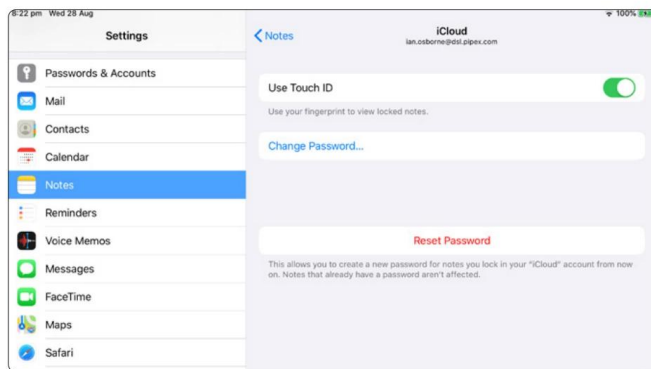 8:22 pm Wed 28 Aug
100%
Settings
Notes
iCloud
ian.osborne@dsl.pipex.com
Passwords & Accounts
Mail
Contacts
Calendar
Notes
Reminders
Voice Memos
Messages
FaceTime
Maps
Safari
Use Touch ID
Use your fingerprint to view locked notes.
Change Password...
Reset Password
This allows you to create a new password for notes you lock in your "iCloud" account from now
on. Notes that already have a password aren't affected.